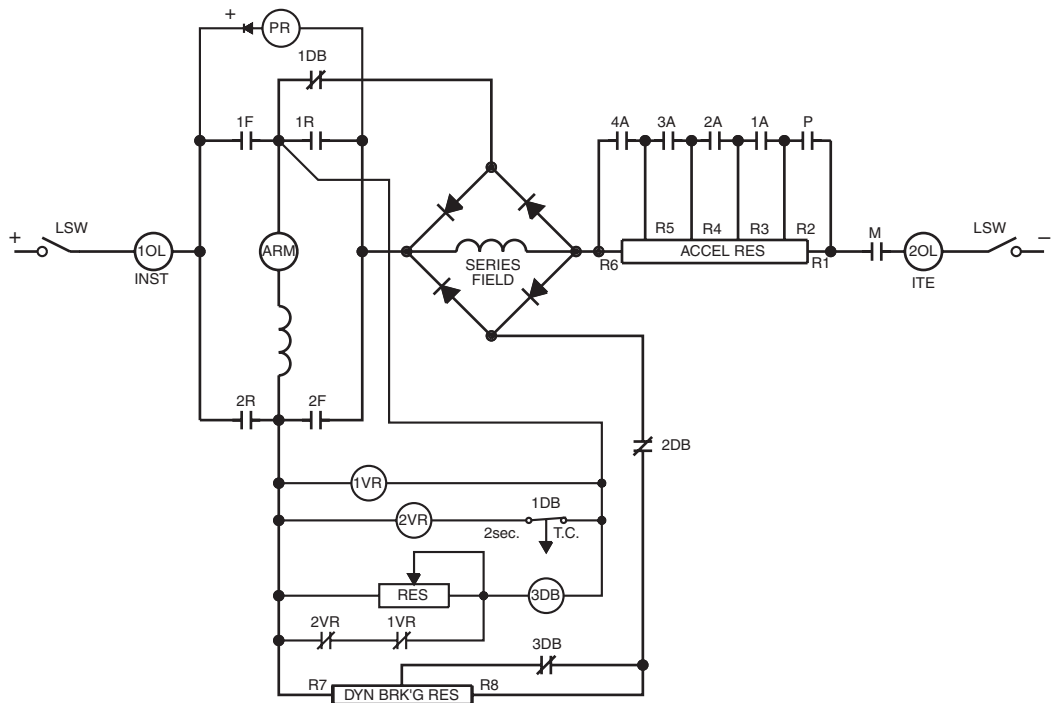 +
PR
1DB
1F
1R
4A
3A
2A
1A
P
LSW
+
1OL
INST
ARM
SERIES
FIELD
R5
R4
R3
R2
R6
ACCEL RES
R1
M
2OL
ITE
LSW
–
2R
2F
2DB
1VR
1DB
2VR
2sec.
T.C.
RES
3DB
2VR
1VR
3DB
R7
DYN BRK'G RES
R8